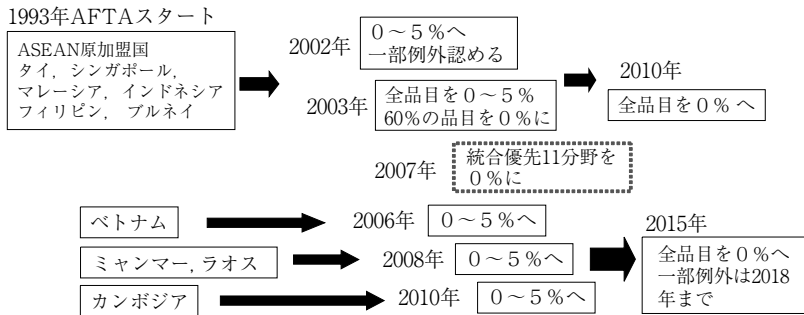 1993年AFTAスタート
ASEAN原加盟国
タイ, シンガポール,
マレーシア, インドネシア
フィリピン, ブルネイ
2002年
0～5％へ
一部例外認める
2003年
全品目を0～5％
60％の品目を0％に
2010年
全品目を0％へ
2007年
統合優先11分野を
0％に
ベトナム
2006年
0～5％へ
ミャンマー, ラオス
2008年
0～5％へ
カンボジア
2010年
0～5％へ
2015年
全品目を0％へ
一部例外は2018
年まで